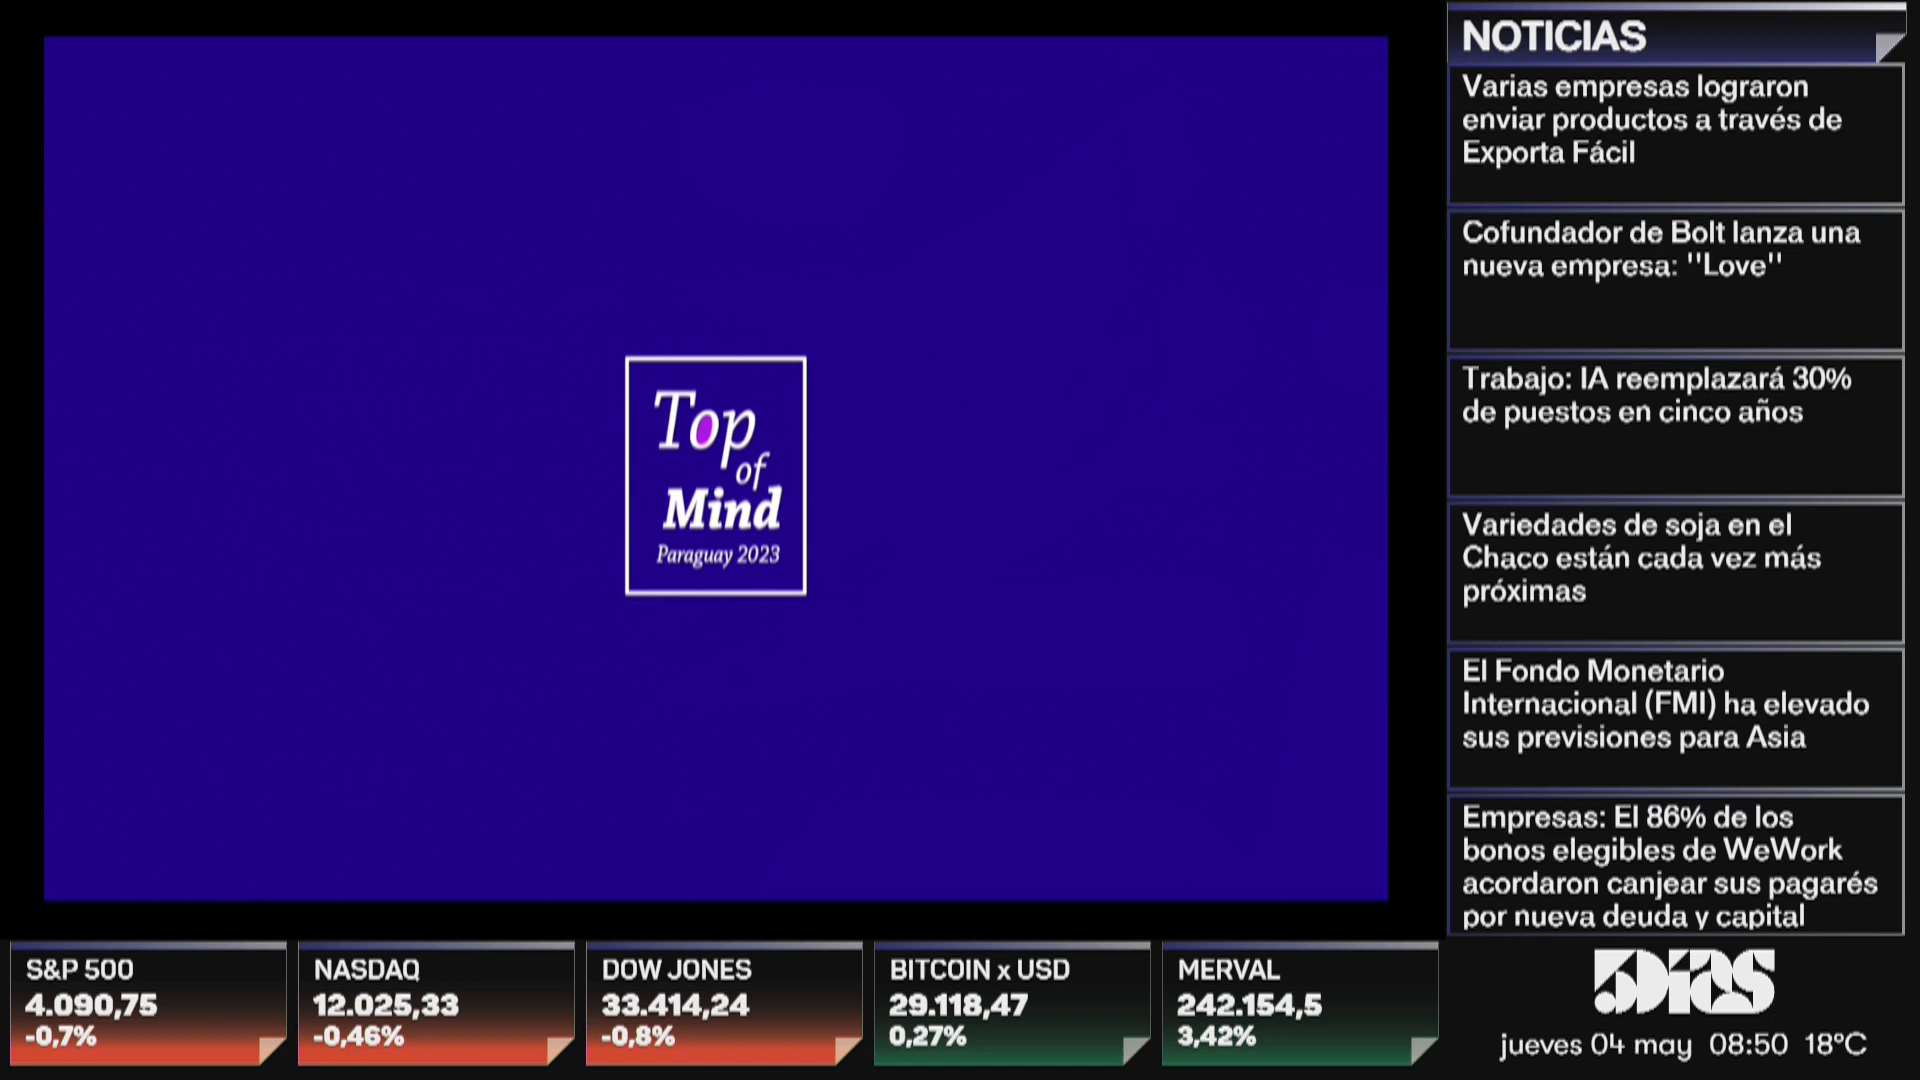 Top
of
Mind
Paraguay 2023
NOTICIAS
Varias empresas lograron
enviar productos a través de
Exporta Fácil
Cofundador de Bolt lanza una
nueva empresa: ''Love''
Trabajo: IA reemplazará 30%
de puestos en cinco años
Variedades de soja en el
Chaco están cada vez más
próximas
El Fondo Monetario
Internacional (FMI) ha elevado
sus previsiones para Asia
Empresas: El 86% de los
bonos elegibles de WeWork
acordaron canjear sus pagarés
por nueva deuda y capital
S&P 500
4.090,75
-0,7%
NASDAQ
12.025,33
-0,46%
DOW JONES
33.414,24
-0,8%
BITCOIN x USD
29.118,47
0,27%
MERVAL
242.154,5
3,42%
5DIAS
jueves 04 may 08:50 18°C